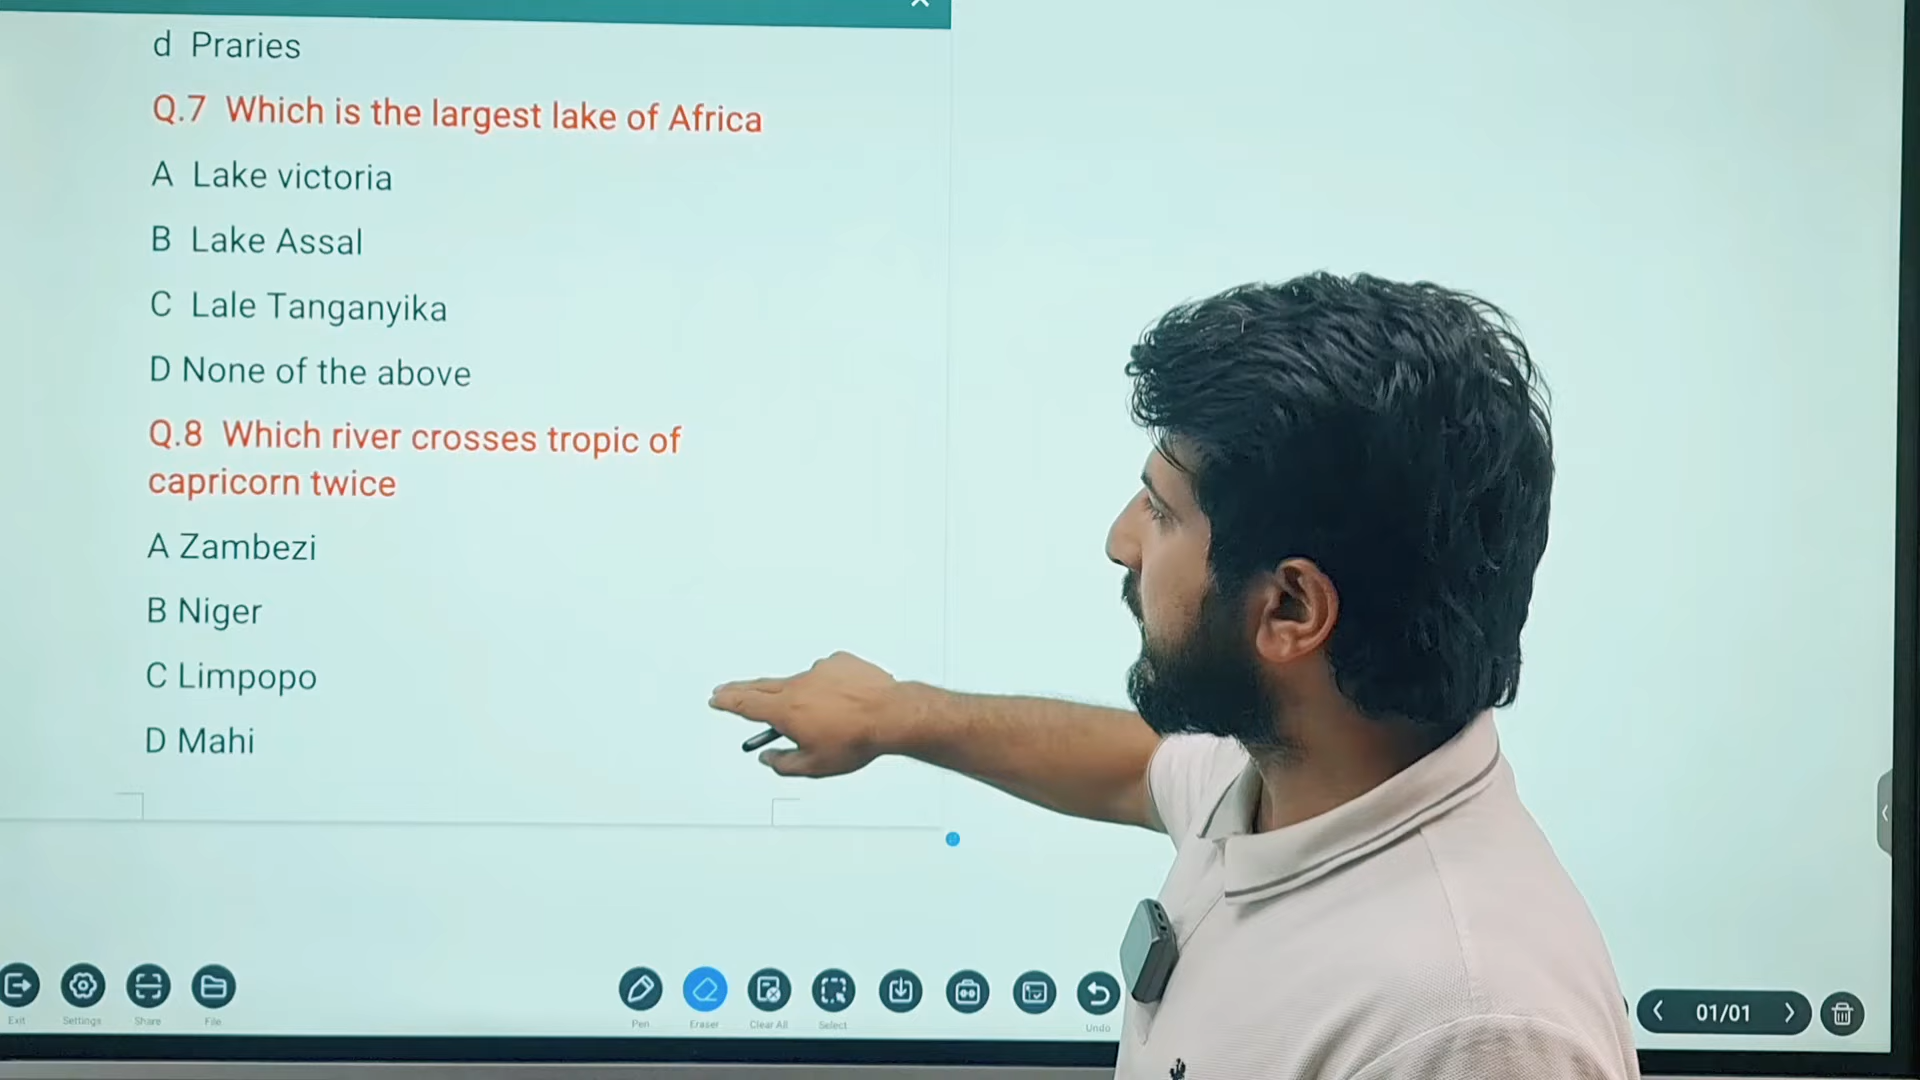 d Praries
Q.7 Which is the largest lake of Africa
A Lake victoria
B Lake Assal
C Lale Tanganyika
D None of the above
Q.8 Which river crosses tropic of
capricorn twice
A Zambezi
B Niger
C Limpopo
D Mahi
Exit Settings Share File Pen Eraser Clear All Select Undo
01/01